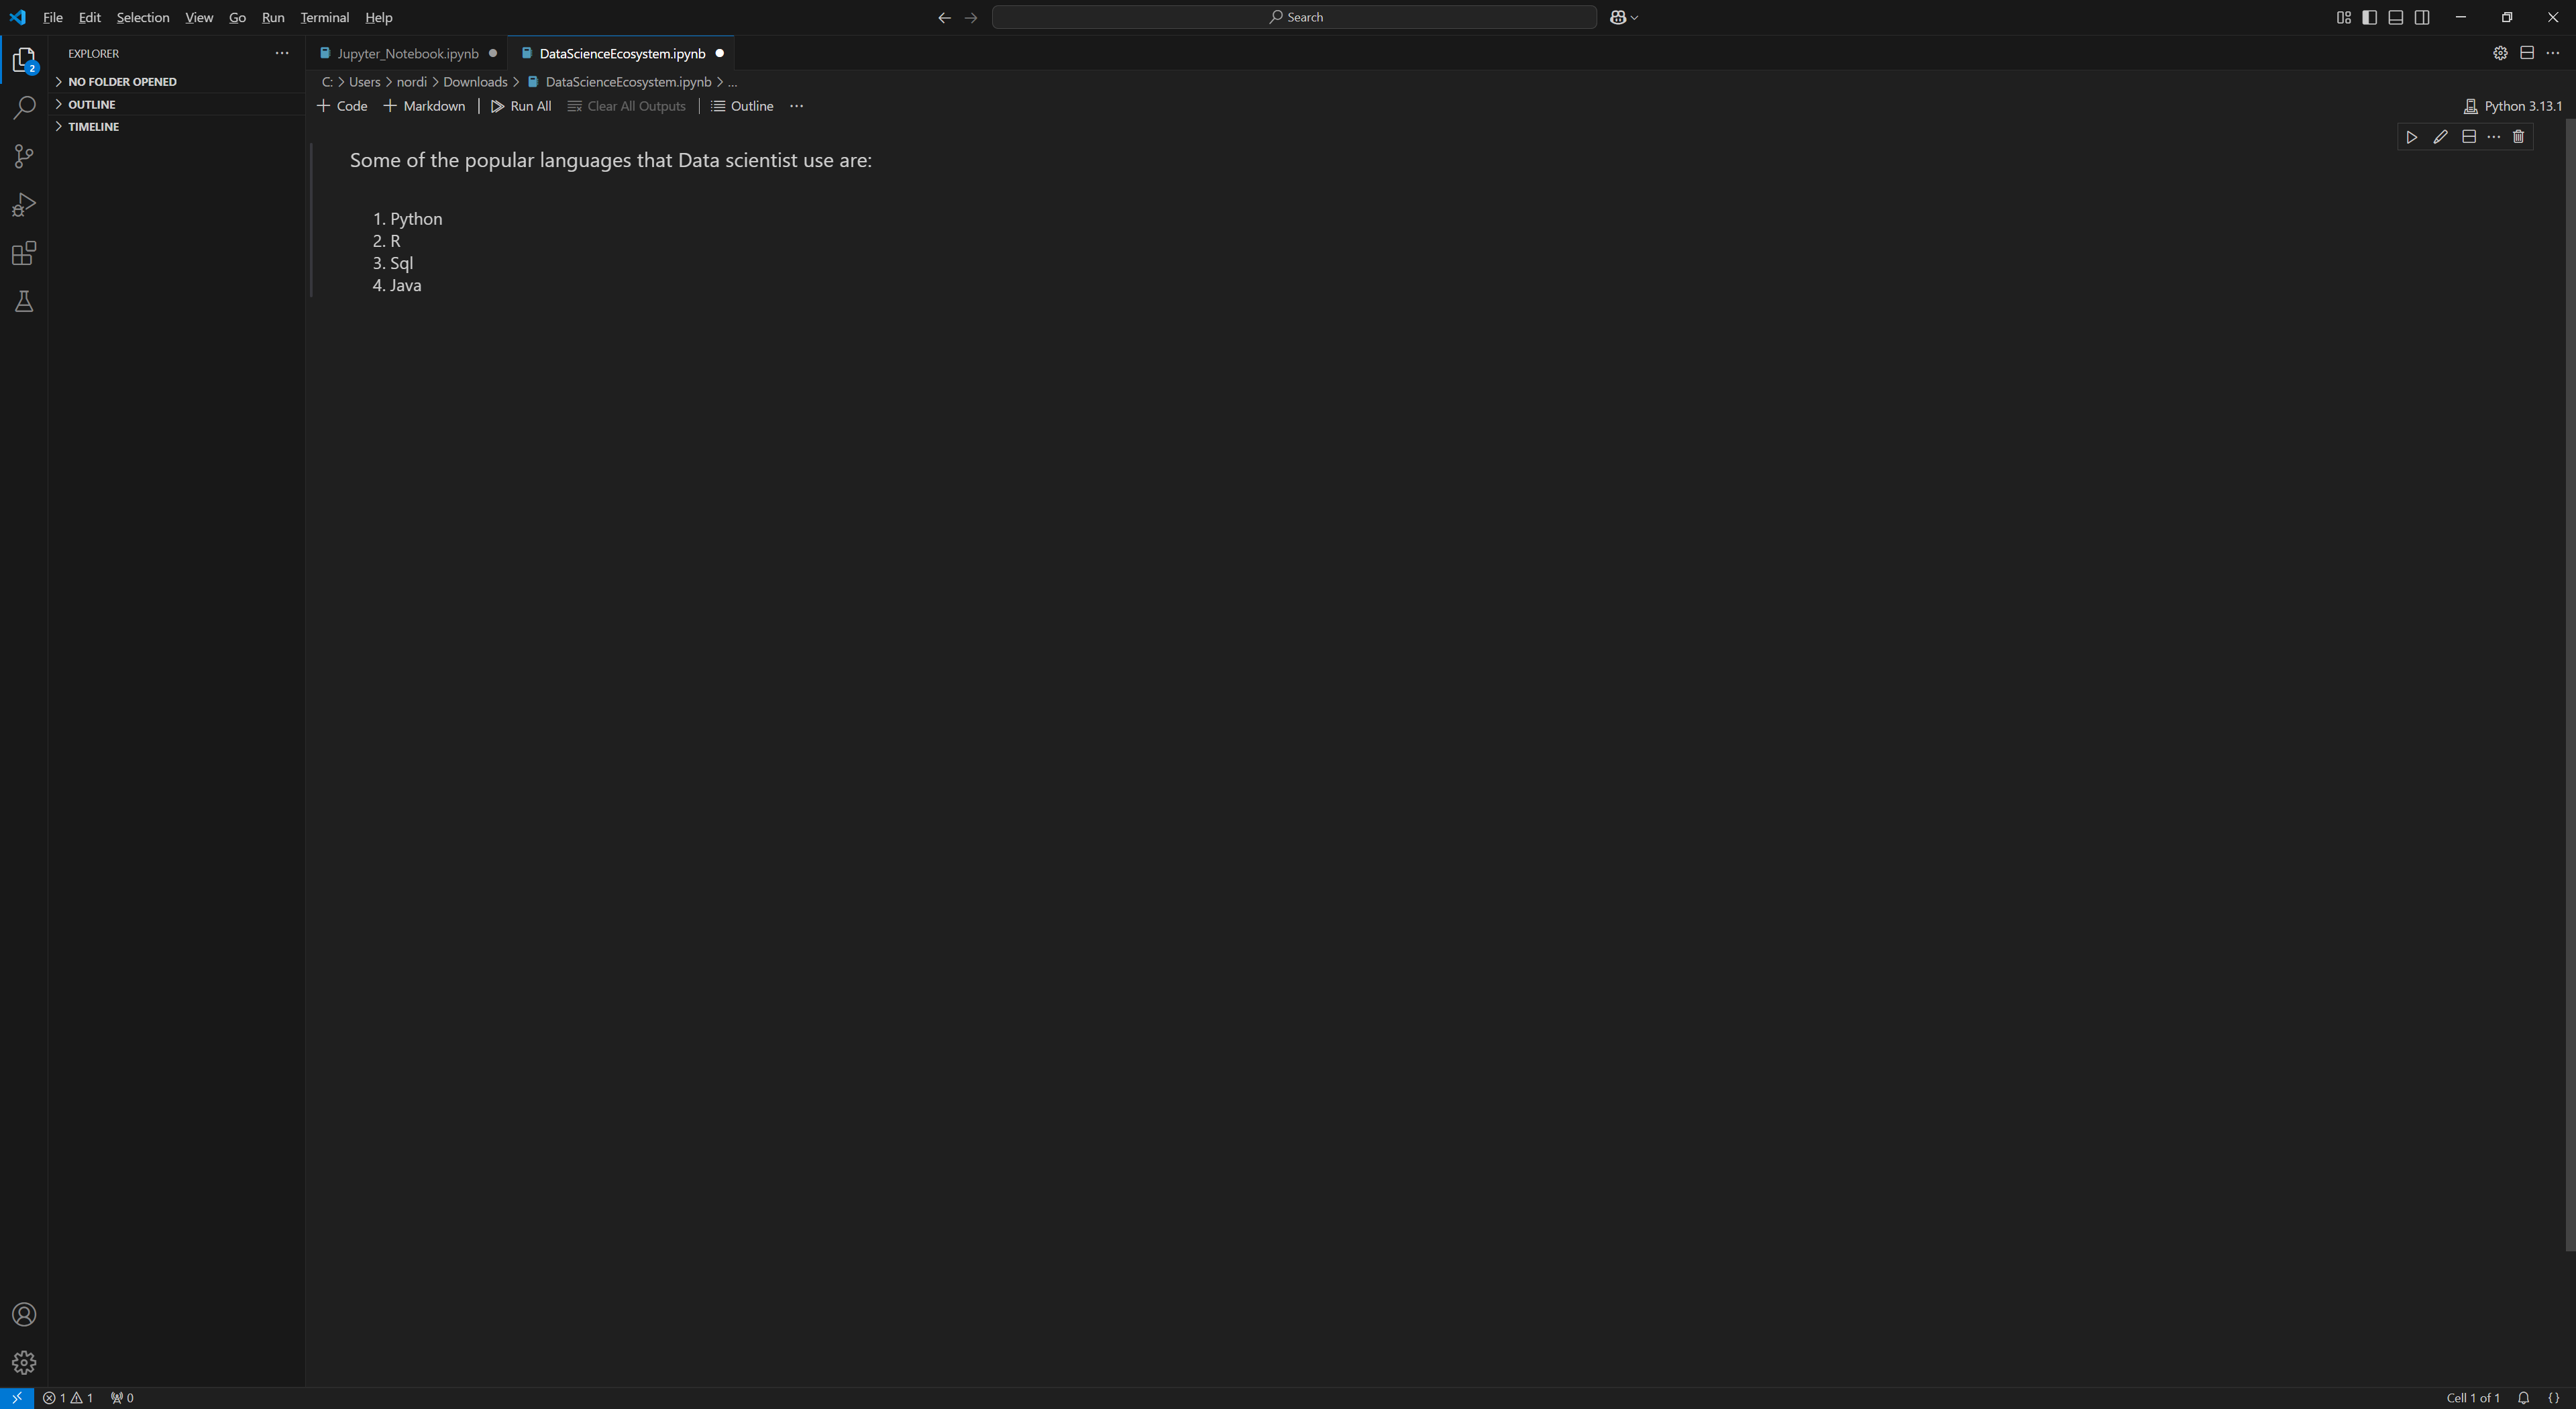 File Edit Selection View Go Run Terminal Help
Search
EXPLORER
2
NO FOLDER OPENED
OUTLINE
TIMELINE
Jupyter_Notebook.ipynb
DataScienceEcosystem.ipynb
C: > Users > nordi > Downloads > DataScienceEcosystem.ipynb > ...
Code Markdown Run All Clear All Outputs Outline ...
Python 3.13.1
Some of the popular languages that Data scientist use are:
1. Python
2. R
3. Sql
4. Java
1 1 0
Cell 1 of 1